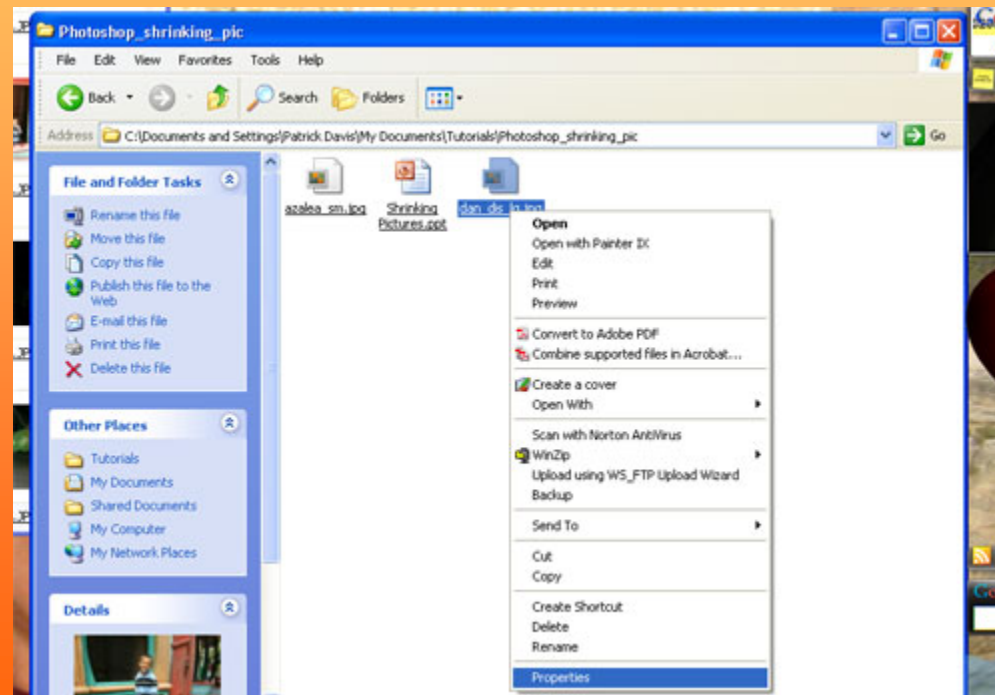 Photoshop_shrinking_pic
File Edit View Favorites Tools Help
Back Search Folders
Address C:\Documents and Settings\Patrick Davis\My Documents\Tutorials\Photoshop_shrinking_pic Go
File and Folder Tasks
Rename this file
Move this file
Copy this file
Publish this file to the
Web
E-mail this file
Print this file
Delete this file
Other Places
Tutorials
My Documents
Shared Documents
My Computer
My Network Places
Details
azalea_sm.jpg
Shrinking
Pictures.ppt
dan_ds_lg.jpg
Open
Open with Painter IX
Edit
Print
Preview
Convert to Adobe PDF
Combine supported files in Acrobat...
Create a cover
Open With
Scan with Norton AntiVirus
WinZip
Upload using WS_FTP Upload Wizard
Backup
Send To
Cut
Copy
Create Shortcut
Delete
Rename
Properties